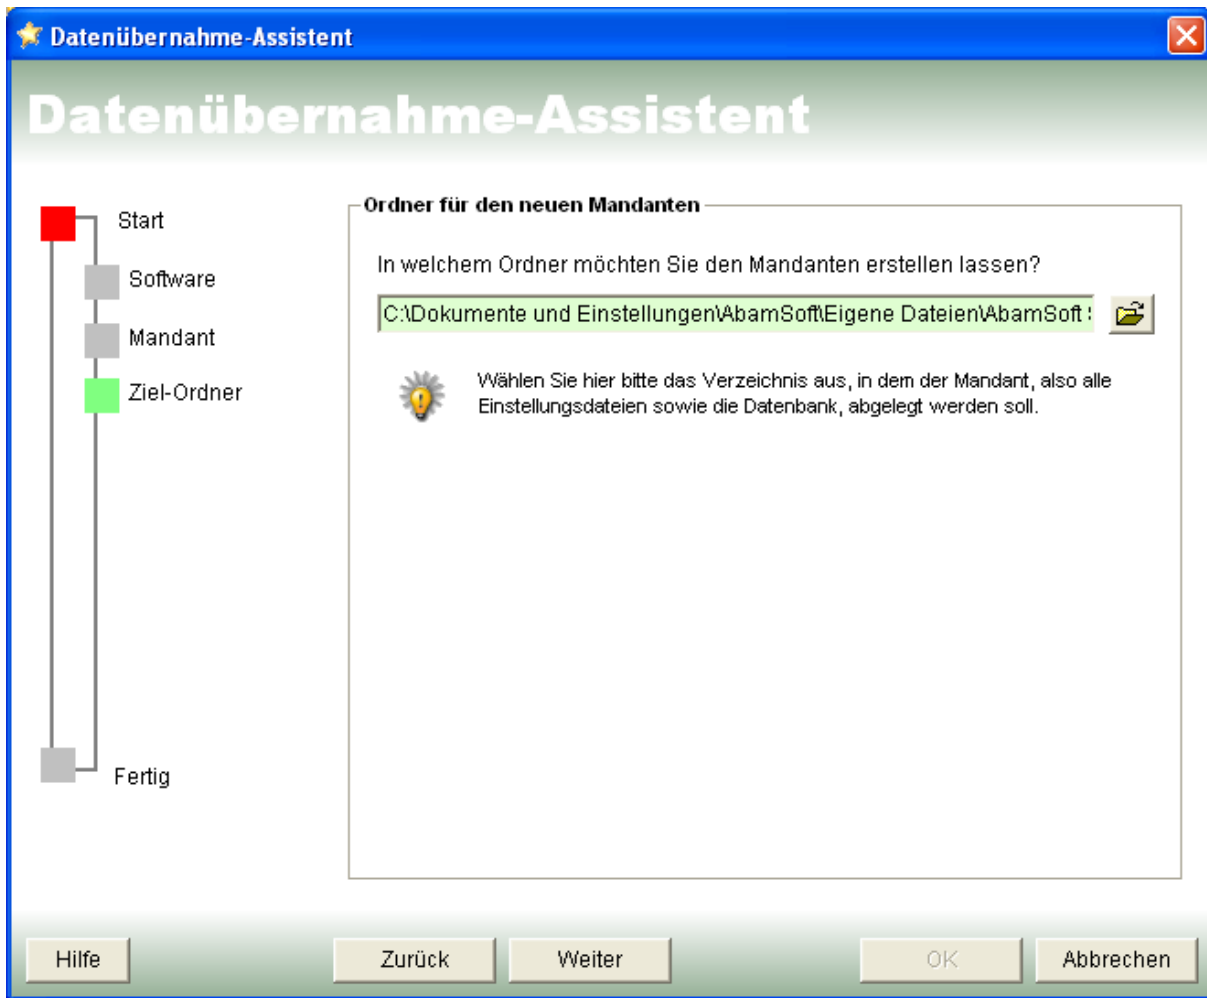 Datenübernahme-Assistent
Datenübernahme-Assistent
Start
Software
Mandant
Ziel-Ordner
Fertig
Ordner für den neuen Mandanten
In welchem Ordner möchten Sie den Mandanten erstellen lassen?
C:\Dokumente und Einstellungen\AbamSoft\Eigene Dateien\AbamSoft
Wählen Sie hier bitte das Verzeichnis aus, in dem der Mandant, also alle
Einstellungsdateien sowie die Datenbank, abgelegt werden soll.
Hilfe
Zurück
Weiter
OK
Abbrechen